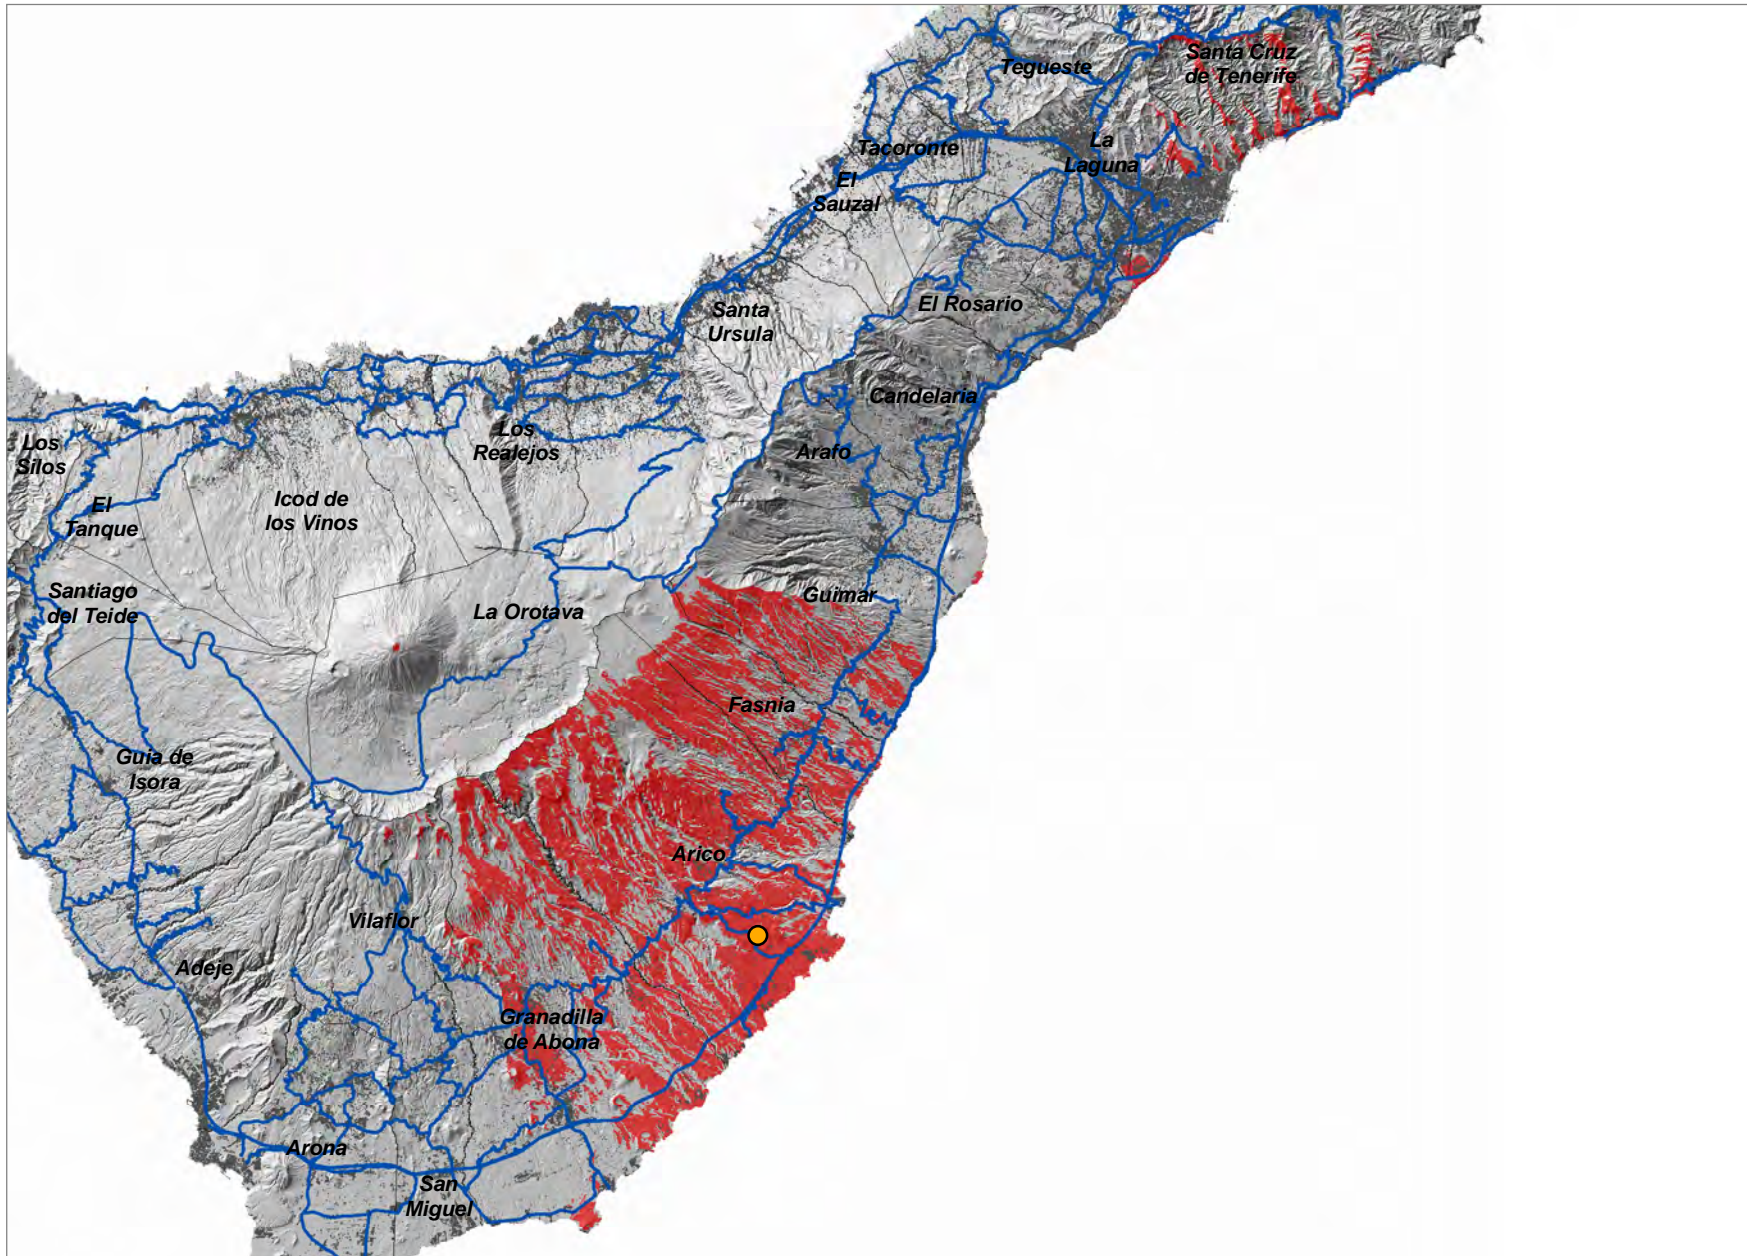 Santa Cruz
de Tenerife
Tegueste
La
Laguna
Tacoronte
El
Sauzal
Santa
Ursula
El Rosario
Candelaria
Los
Realejos
Los
Silos
Arafo
Icod de
los Vinos
El
Tanque
Santiago
del Teide
La Orotava
Guimar
Fasnia
Guia de
Isora
Arico
Vilaflor
Adeje
Granadilla
de Abona
Arona
San
Miguel